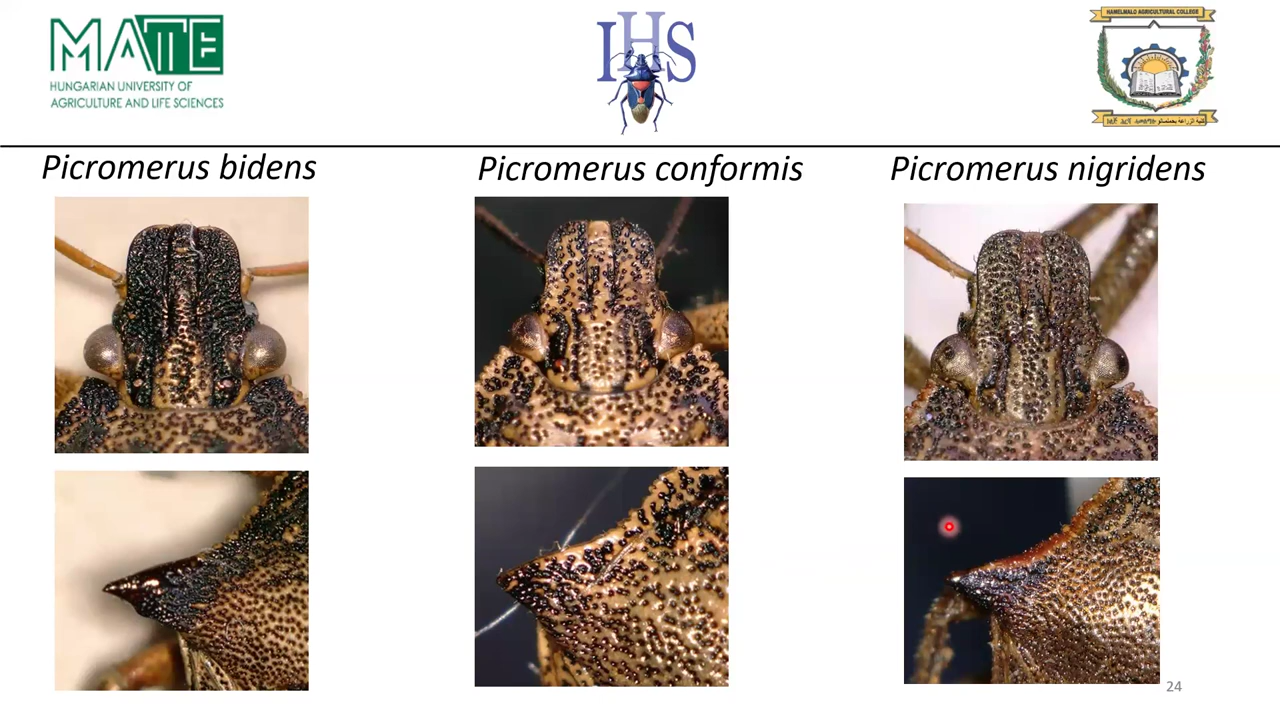 MATE
HUNGARIAN UNIVERSITY OF
AGRICULTURE AND LIFE SCIENCES
IHS
HAMELMALO AGRICULTURAL COLLEGE
Picromerus bidens
Picromerus conformis
Picromerus nigridens
24